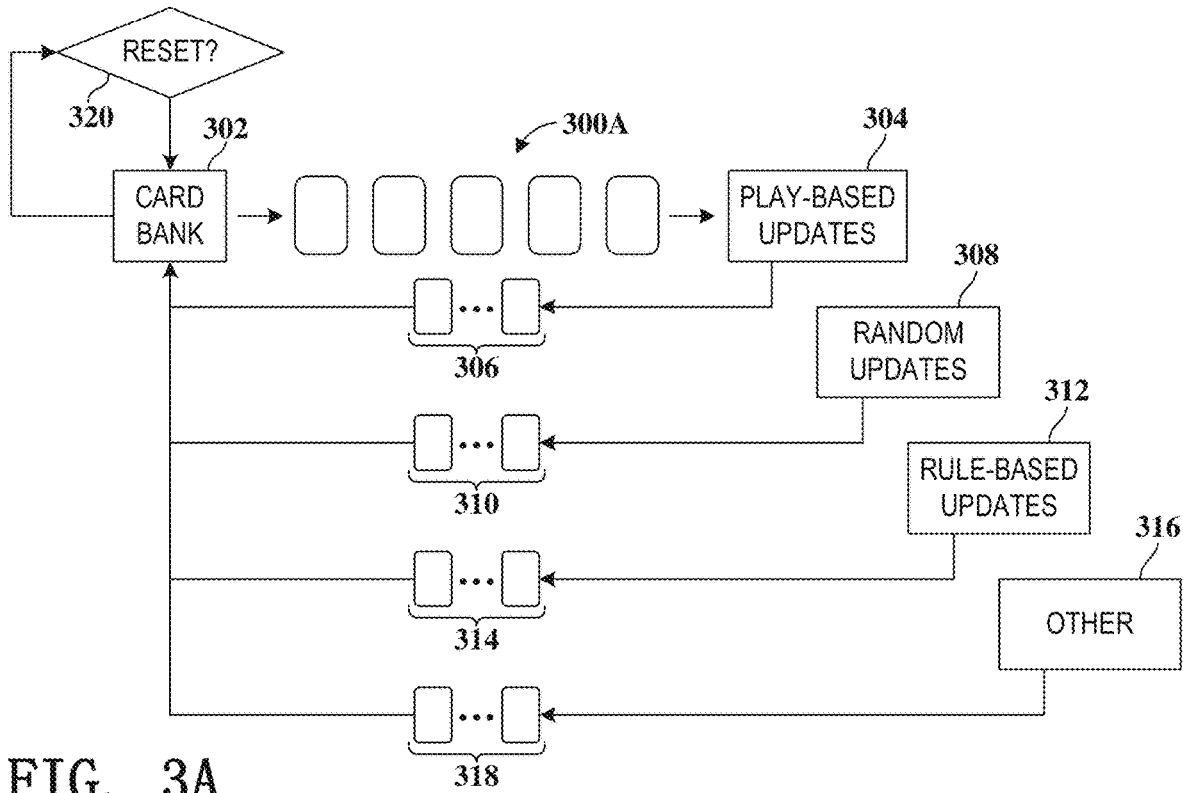 RESET?
320
302
300A
304
CARD
BANK
PLAY-BASED
UPDATES
308
306
RANDOM
UPDATES
312
310
RULE-BASED
UPDATES
316
314
OTHER
318
FIG. 3A